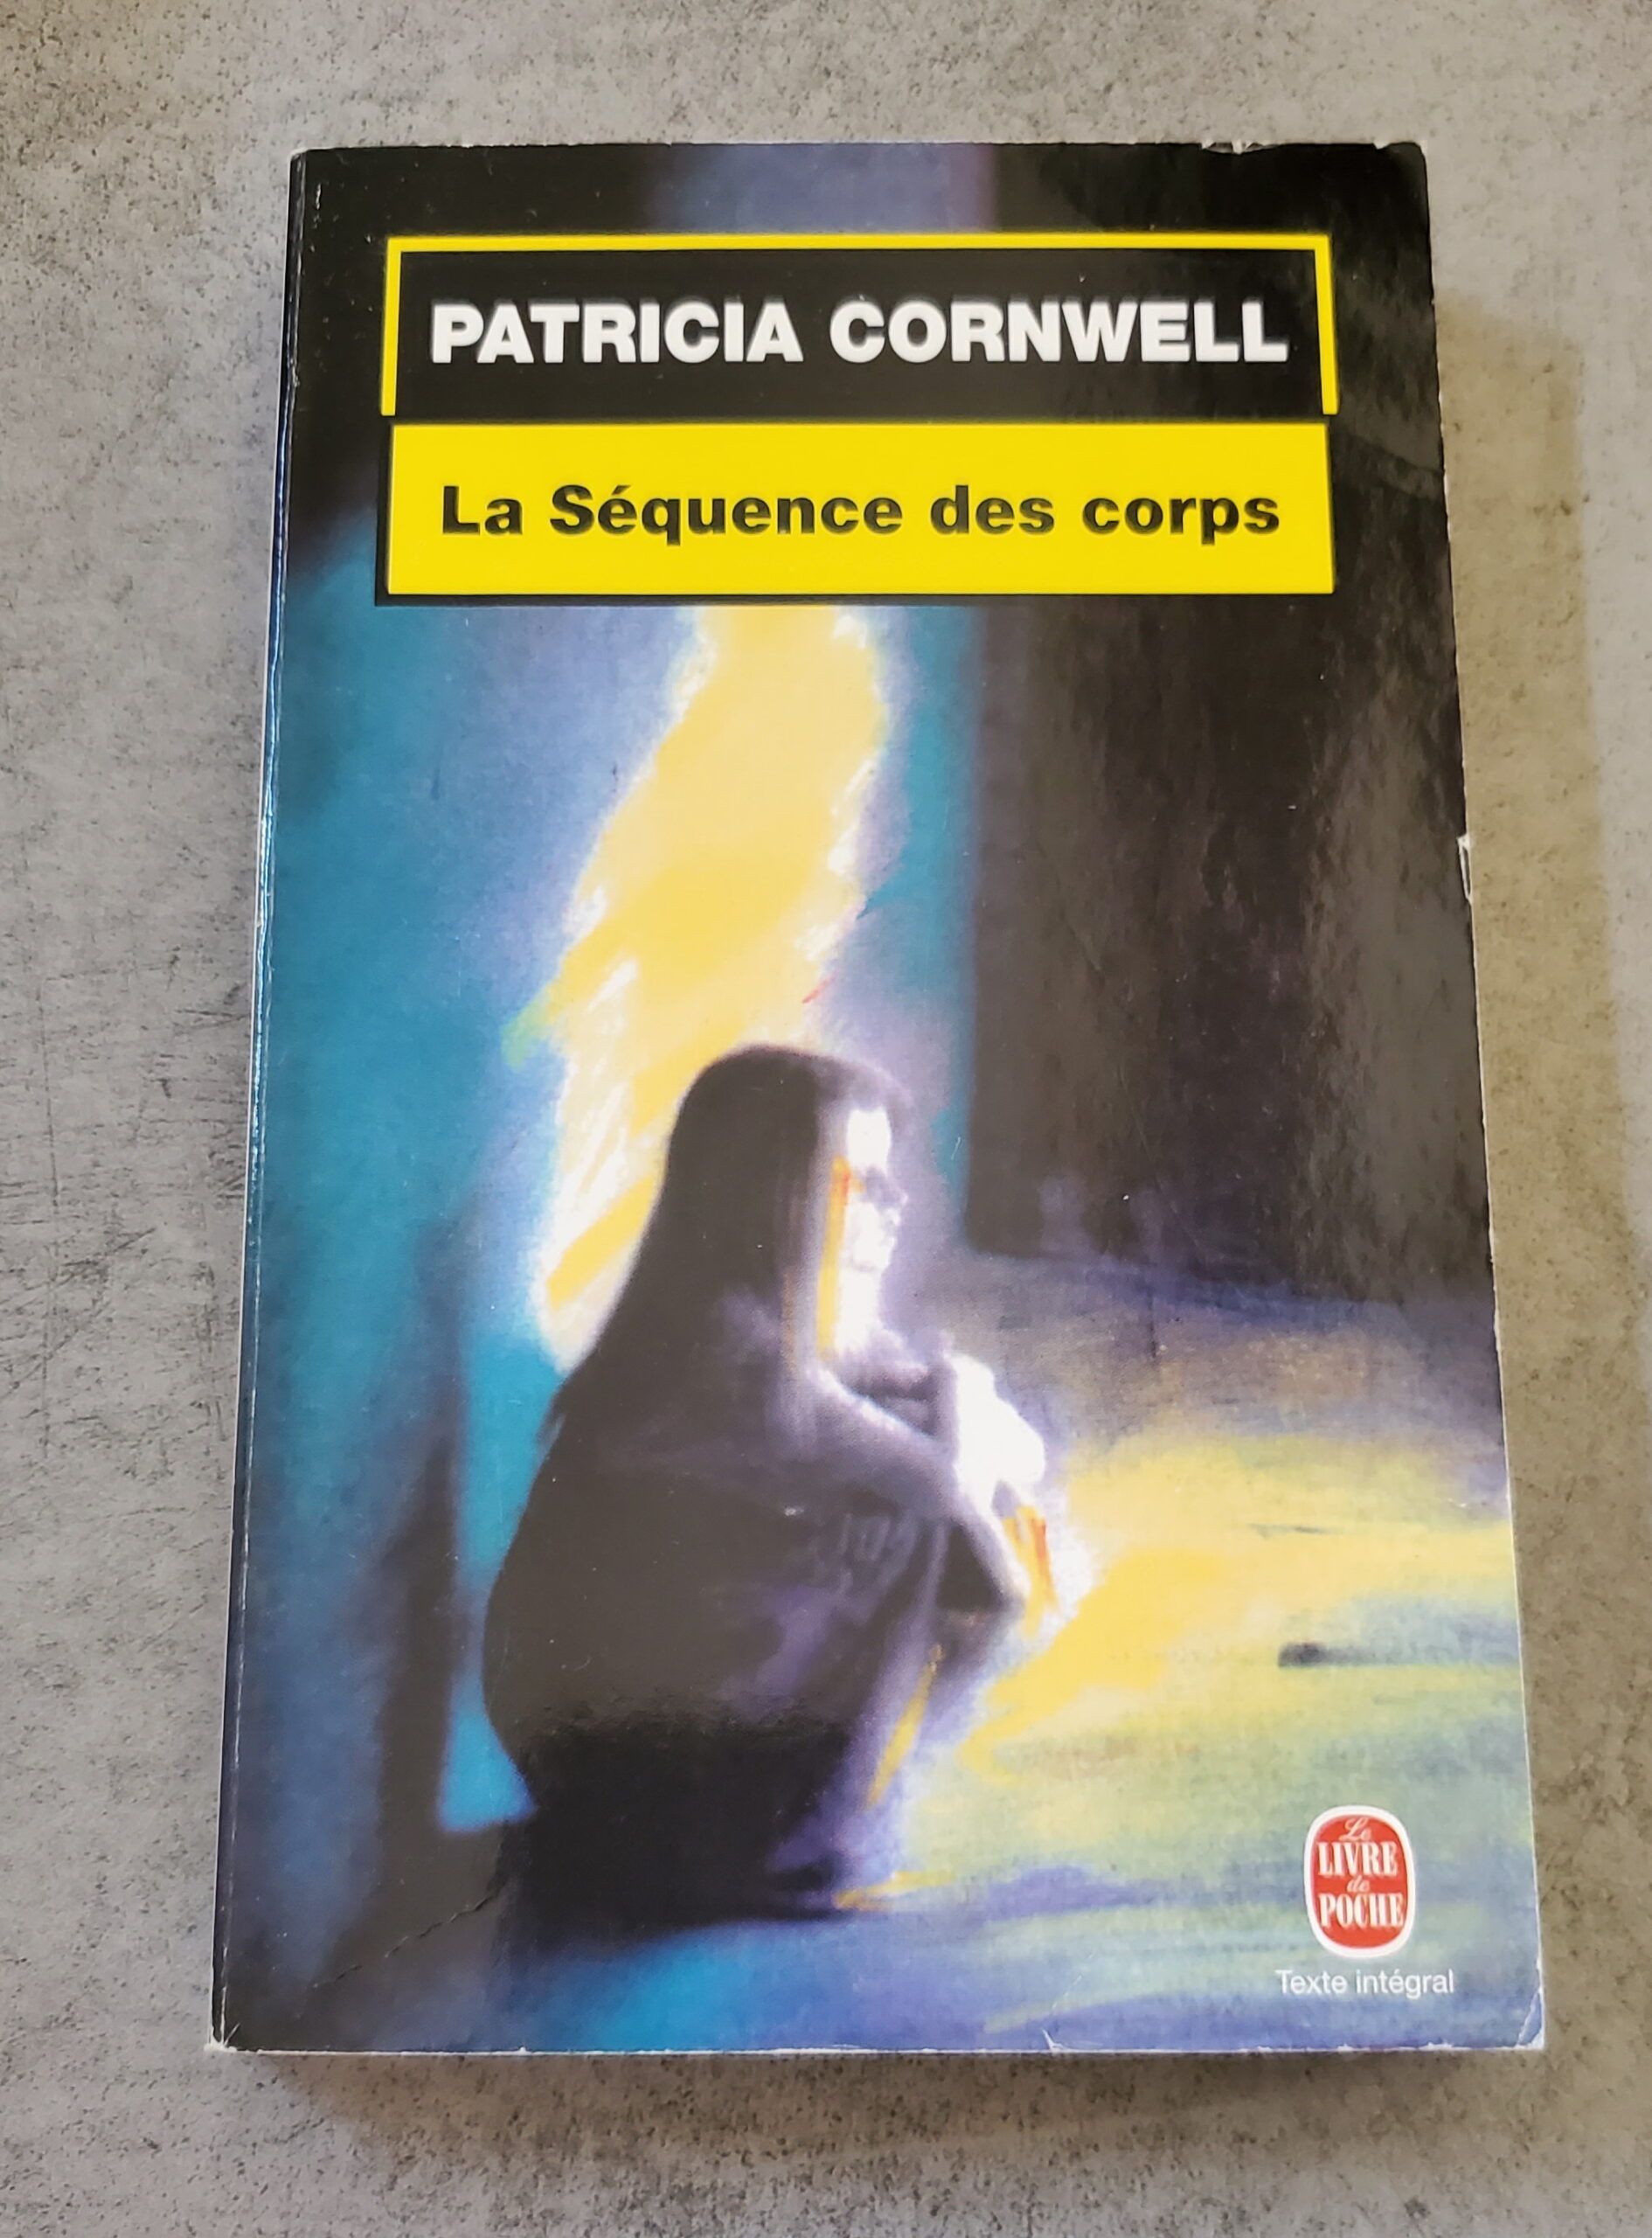 PATRICIA CORNWELL
La Séquence des corps
Le
LIVRE
de
POCHE
Texte intégral